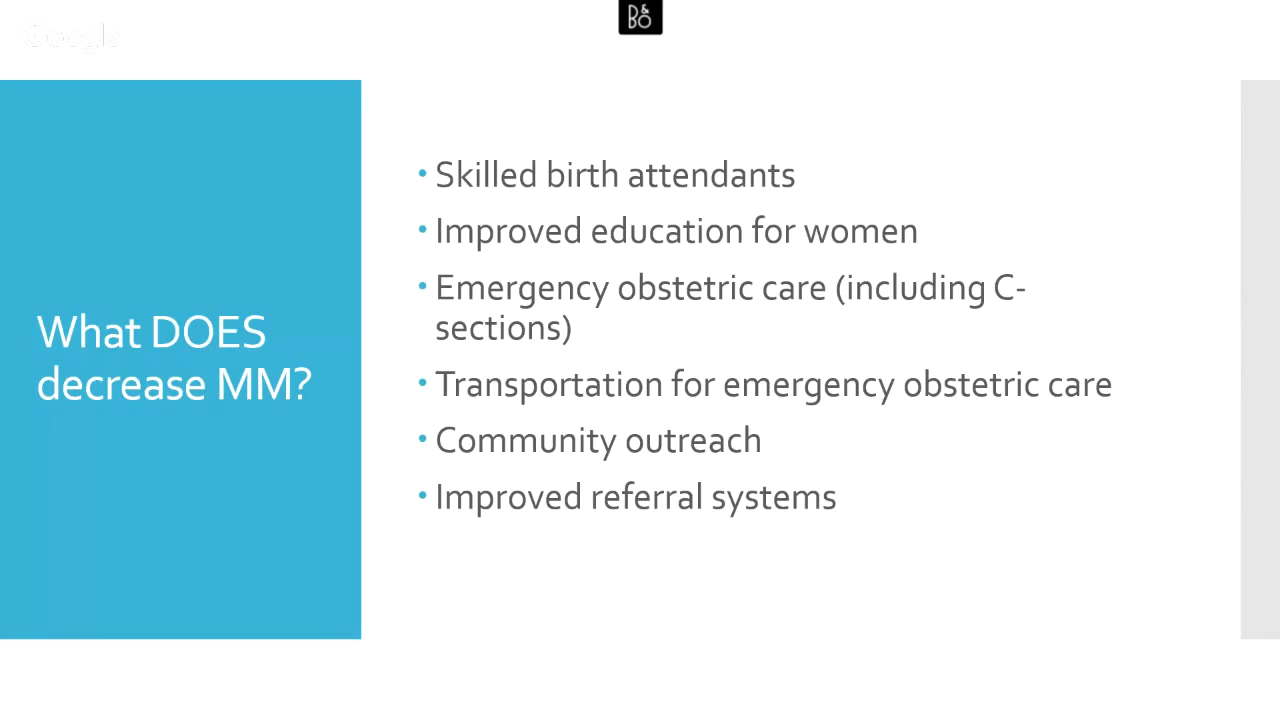 Google
B&O
What DOES
decrease MM?
• Skilled birth attendants
• Improved education for women
• Emergency obstetric care (including C-
sections)
• Transportation for emergency obstetric care
• Community outreach
• Improved referral systems